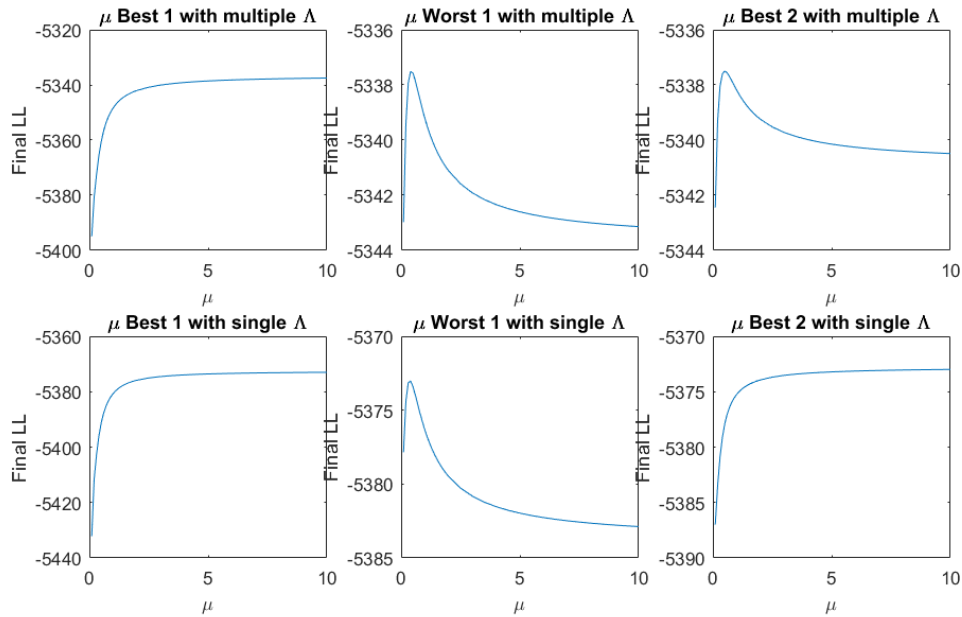 μ Best 1 with multiple Λ
-5320
-5340
-5360
-5380
-5400
Final LL
0 5 10
μ
μ Worst 1 with multiple Λ
-5336
-5338
-5340
-5342
-5344
Final LL
0 5 10
μ
μ Best 2 with multiple Λ
-5336
-5338
-5340
-5342
-5344
Final LL
0 5 10
μ
μ Best 1 with single Λ
-5360
-5380
-5400
-5420
-5440
Final LL
0 5 10
μ
μ Worst 1 with single Λ
-5370
-5375
-5380
-5385
Final LL
0 5 10
μ
μ Best 2 with single Λ
-5370
-5375
-5380
-5385
-5390
Final LL
0 5 10
μ